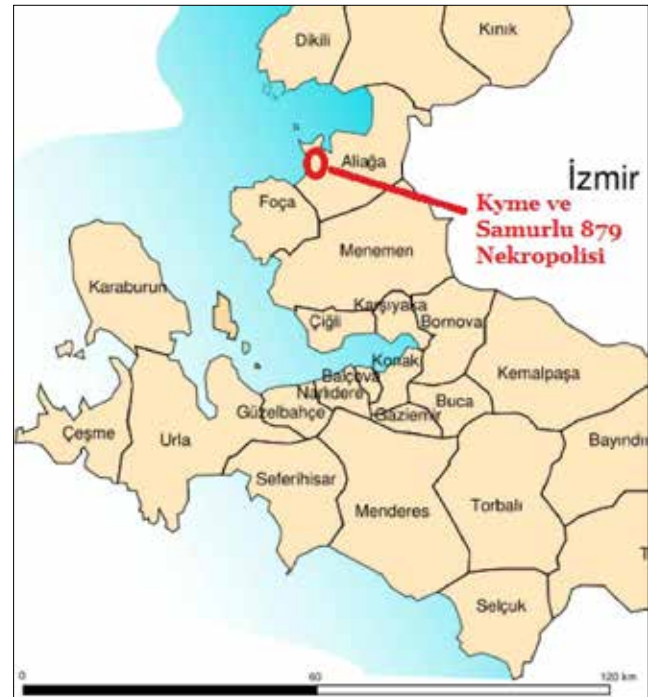 Dikili
Kınık
Aliağa
İzmir
Foça
Kyme ve
Samurlu 879
Nekropolisi
Menemen
Karaburun
Karşıyaka
Çiğli
Bornova
Konak
Kemalpaşa
Balçova
Narlıdere
Güzelbahçe
Gaziemir
Buca
Çeşme
Urla
Bayındır
Seferihisar
Menderes
Torbalı
T
Selçuk
0
60
120 km